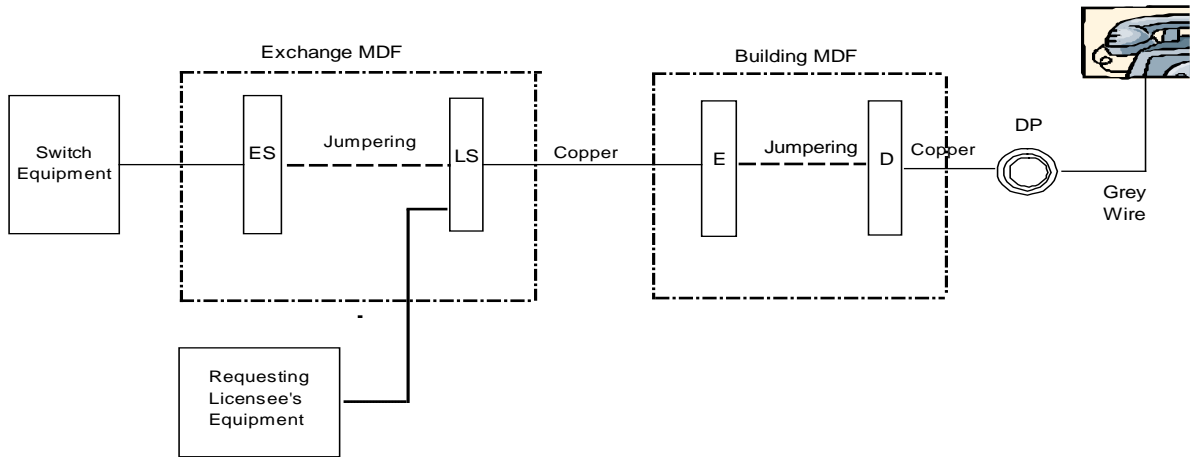 Exchange MDF
Building MDF
Switch
Equipment
ES
Jumpering
LS
Copper
E
Jumpering
D
Copper
DP
Grey
Wire
Requesting
Licensee's
Equipment